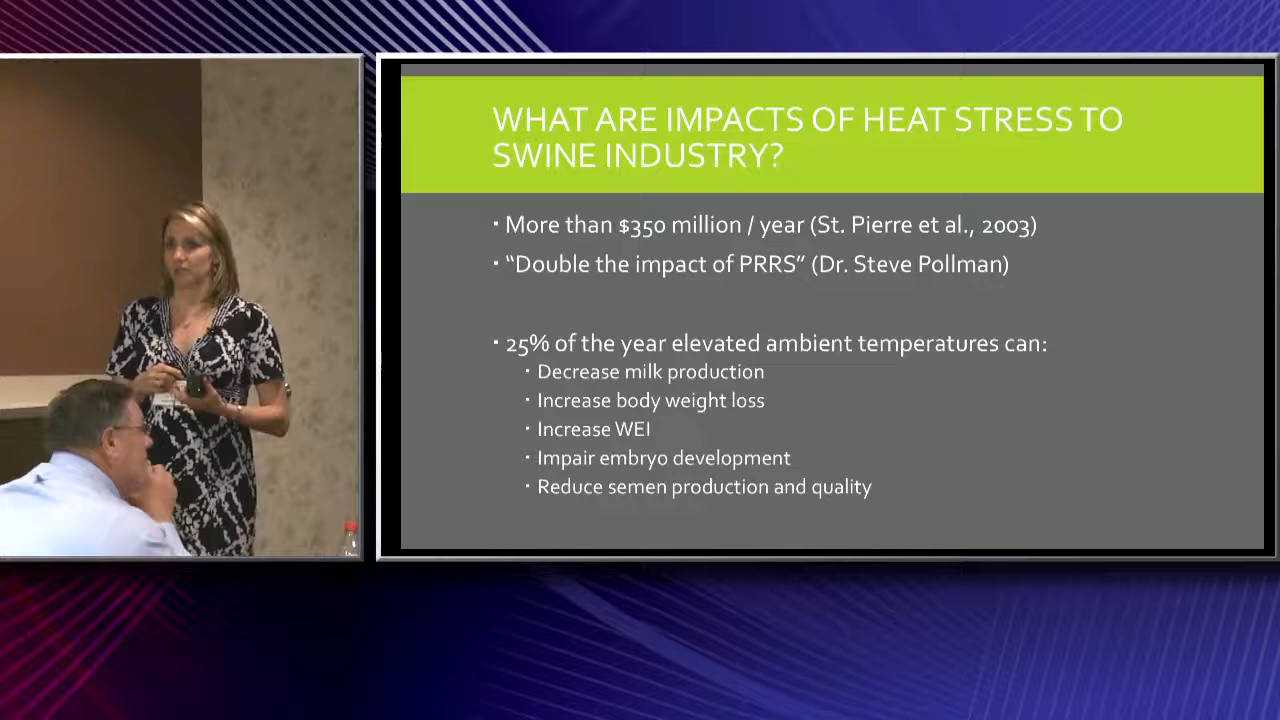 WHAT ARE IMPACTS OF HEAT STRESS TO
SWINE INDUSTRY?
▪ More than $350 million / year (St. Pierre et al., 2003)
▪ “Double the impact of PRRS” (Dr. Steve Pollman)
▪ 25% of the year elevated ambient temperatures can:
▪ Decrease milk production
▪ Increase body weight loss
▪ Increase WEI
▪ Impair embryo development
▪ Reduce semen production and quality